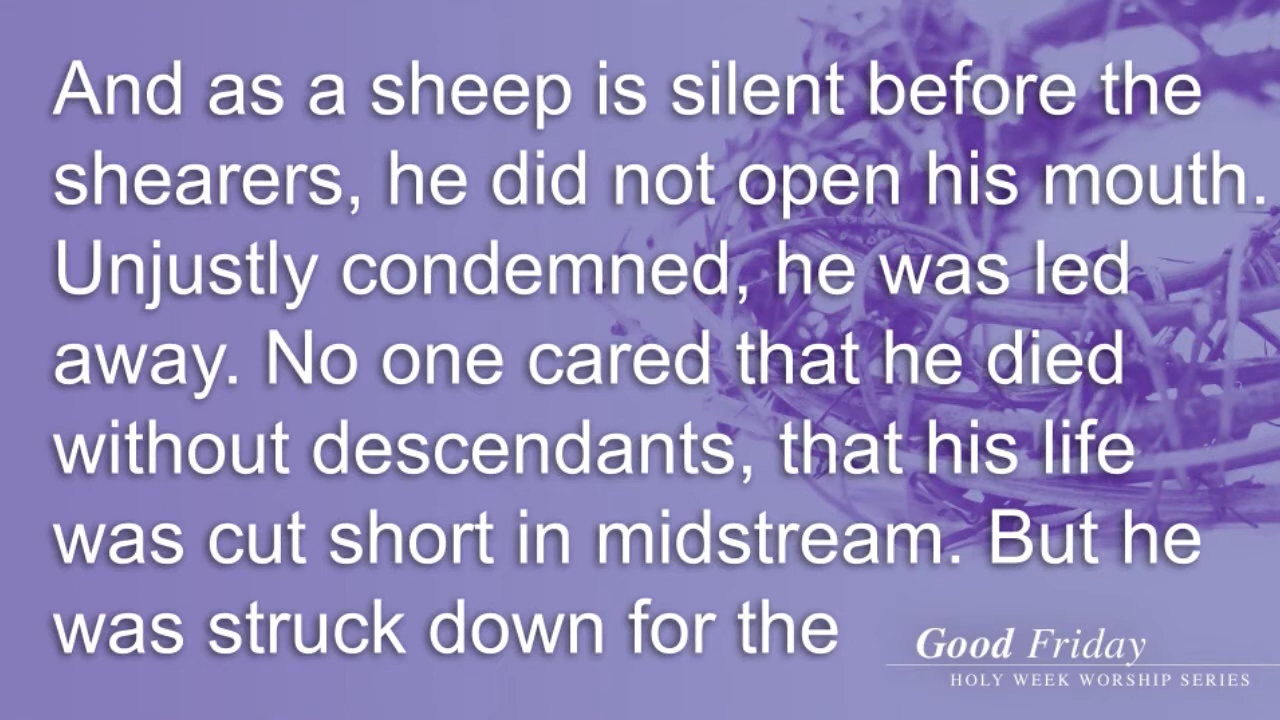 And as a sheep is silent before the
shearers, he did not open his mouth.
Unjustly condemned, he was led
away. No one cared that he died
without descendants, that his life
was cut short in midstream. But he
was struck down for the
Good Friday
HOLY WEEK WORSHIP SERIES